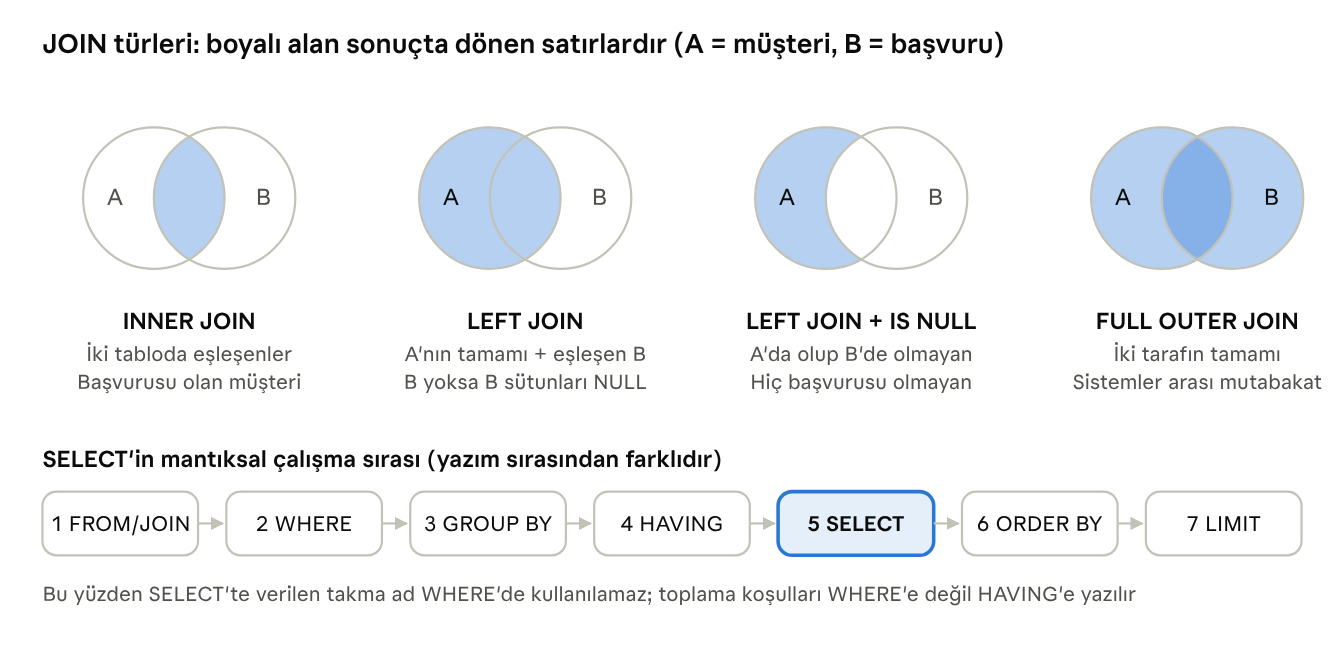 JOIN türleri: boyalı alan sonuçta dönen satırlardır (A = müşteri, B = başvuru)
A B
A B
A B
A B
INNER JOIN
İki tabloda eşleşenler
Başvurusu olan müşteri
LEFT JOIN
A'nın tamamı + eşleşen B
B yoksa B sütunları NULL
LEFT JOIN + IS NULL
A'da olup B'de olmayan
Hiç başvurusu olmayan
FULL OUTER JOIN
İki tarafın tamamı
Sistemler arası mutabakat
SELECT'in mantıksal çalışma sırası (yazım sırasından farklıdır)
1 FROM/JOIN
2 WHERE
3 GROUP BY
4 HAVING
5 SELECT
6 ORDER BY
7 LIMIT
Bu yüzden SELECT'te verilen takma ad WHERE'de kullanılamaz; toplama koşulları WHERE'e değil HAVING'e yazılır